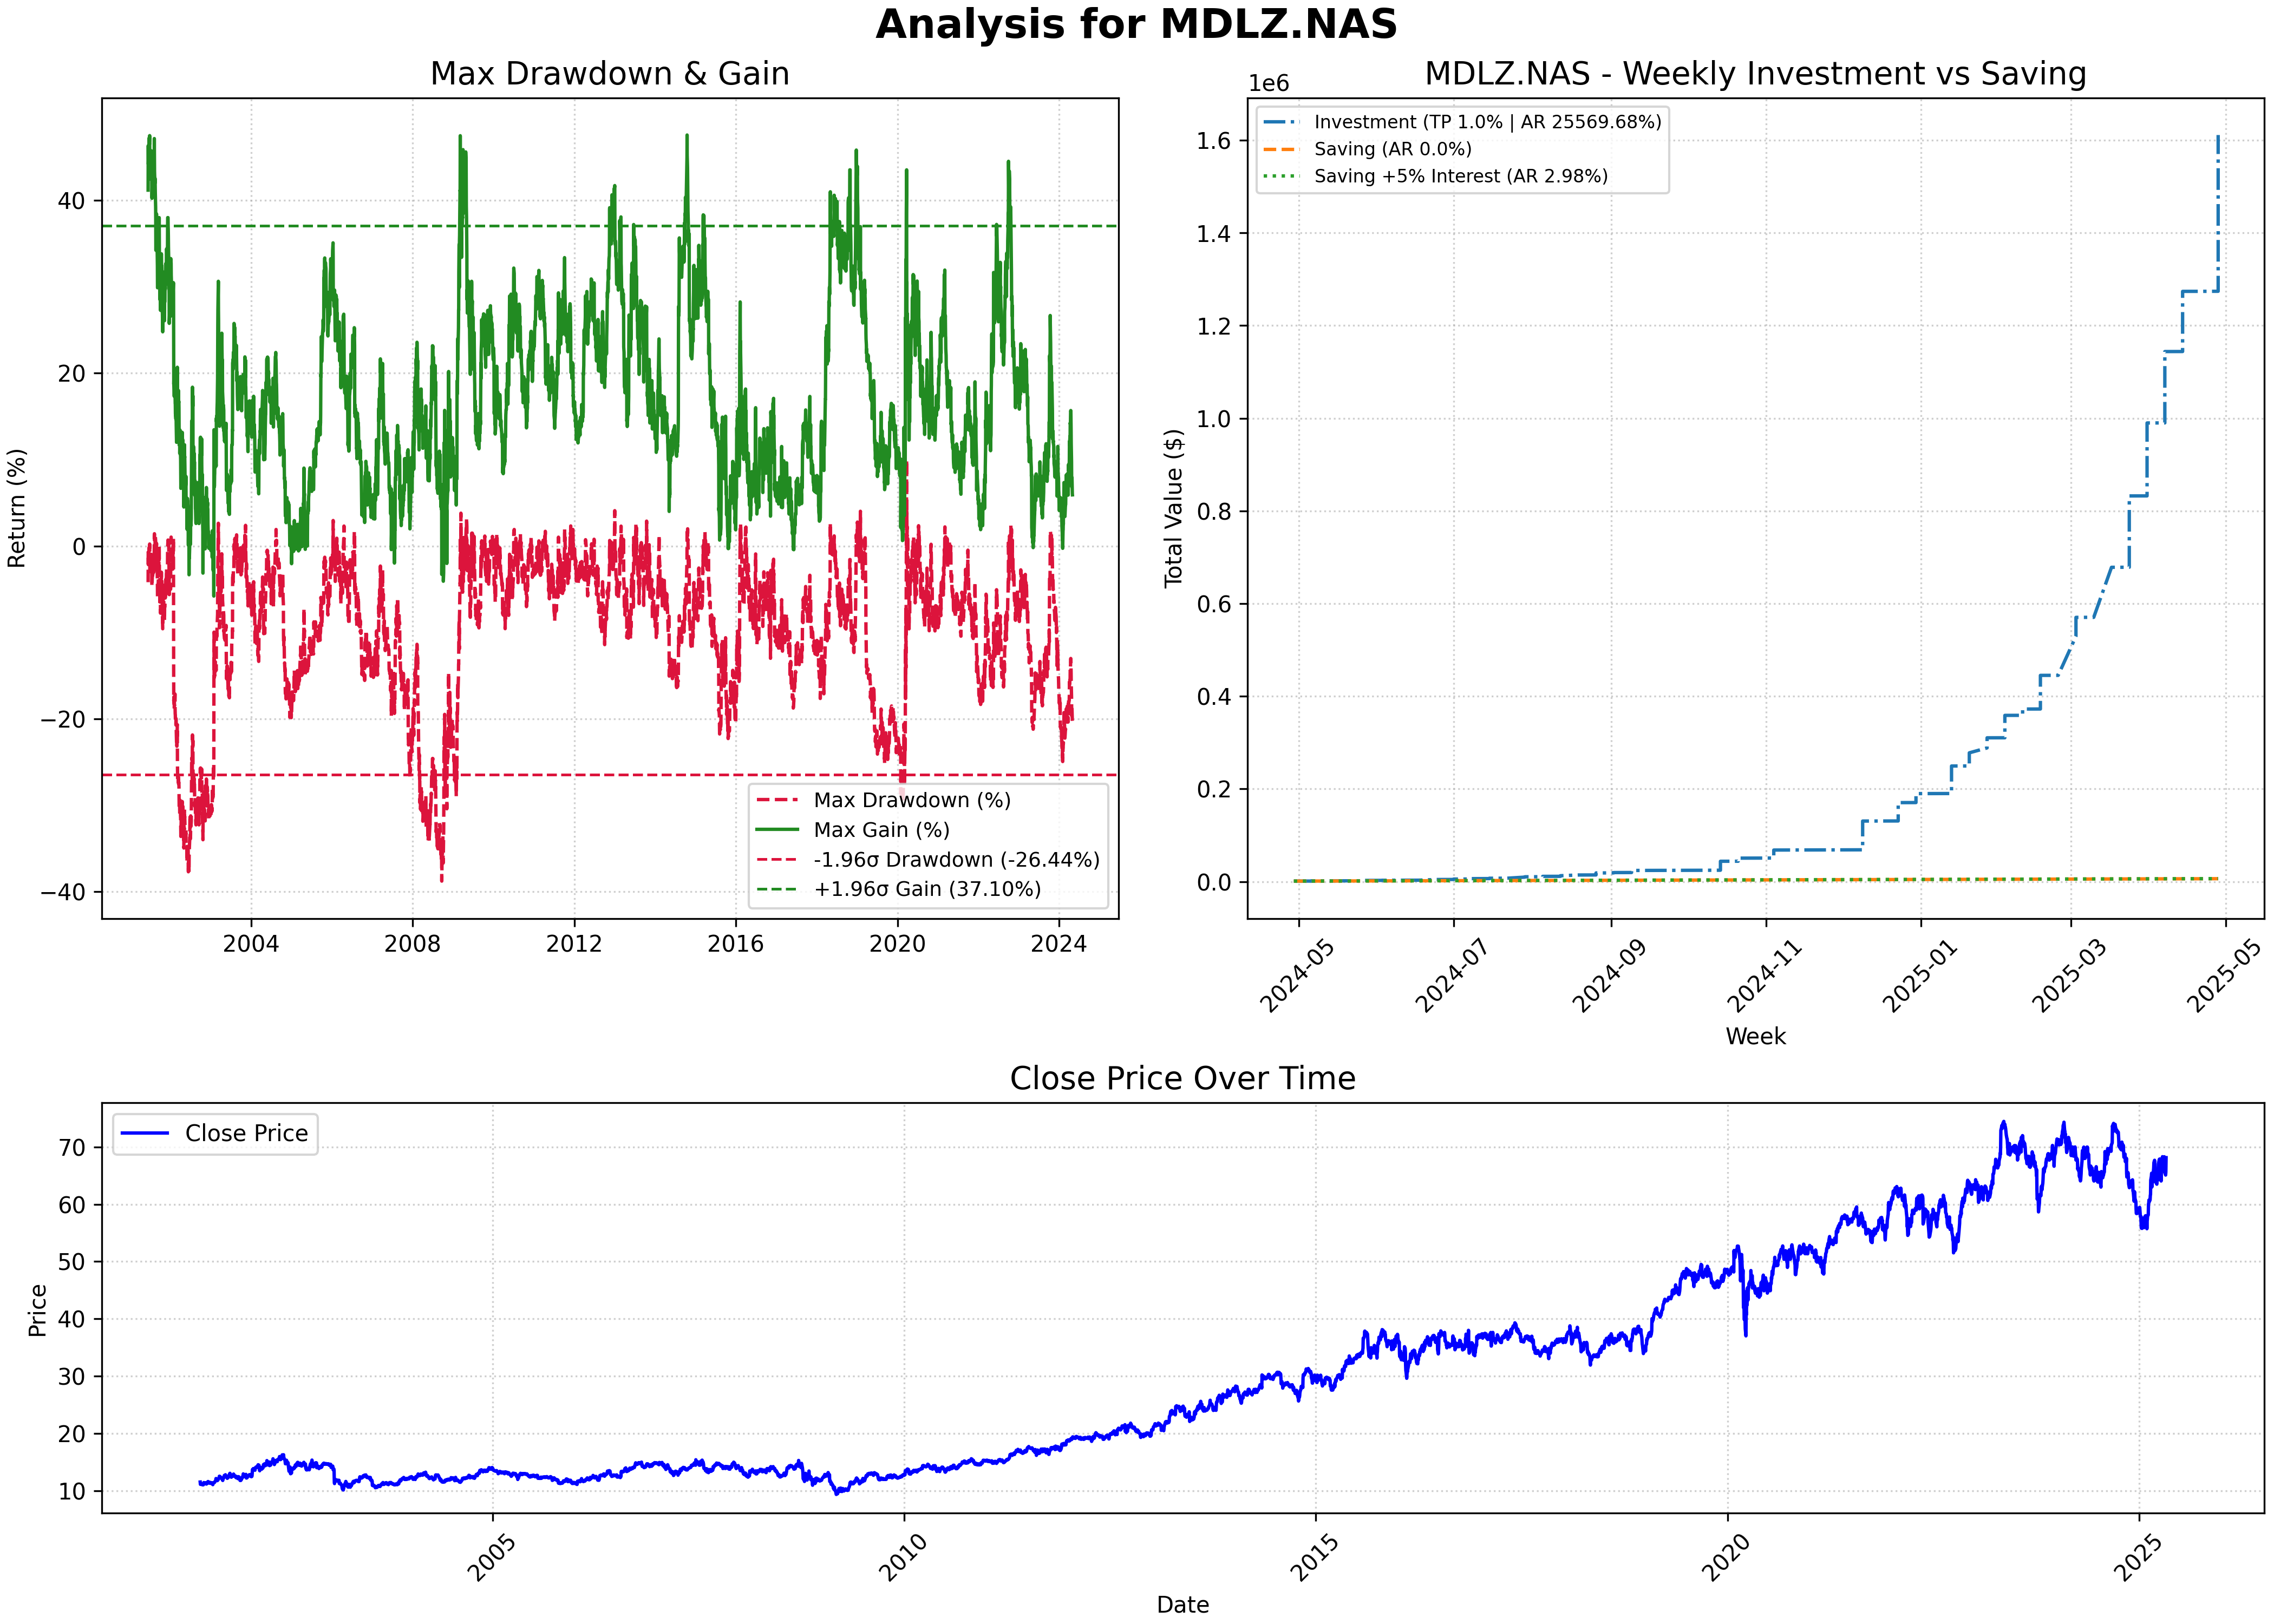 Analysis for MDLZ.NAS
Max Drawdown & Gain
Return (%)
40
20
0
−20
−40
2004
2008
2012
2016
2020
2024
Max Drawdown (%)
Max Gain (%)
-1.96σ Drawdown (-26.44%)
+1.96σ Gain (37.10%)
MDLZ.NAS - Weekly Investment vs Saving
1e6
Total Value ($)
1.6
1.4
1.2
1.0
0.8
0.6
0.4
0.2
0.0
Investment (TP 1.0% | AR 25569.68%)
Saving (AR 0.0%)
Saving +5% Interest (AR 2.98%)
2024-05
2024-07
2024-09
2024-11
2025-01
2025-03
2025-05
Week
Close Price Over Time
Price
70
60
50
40
30
20
10
Close Price
2005
2010
2015
2020
2025
Date